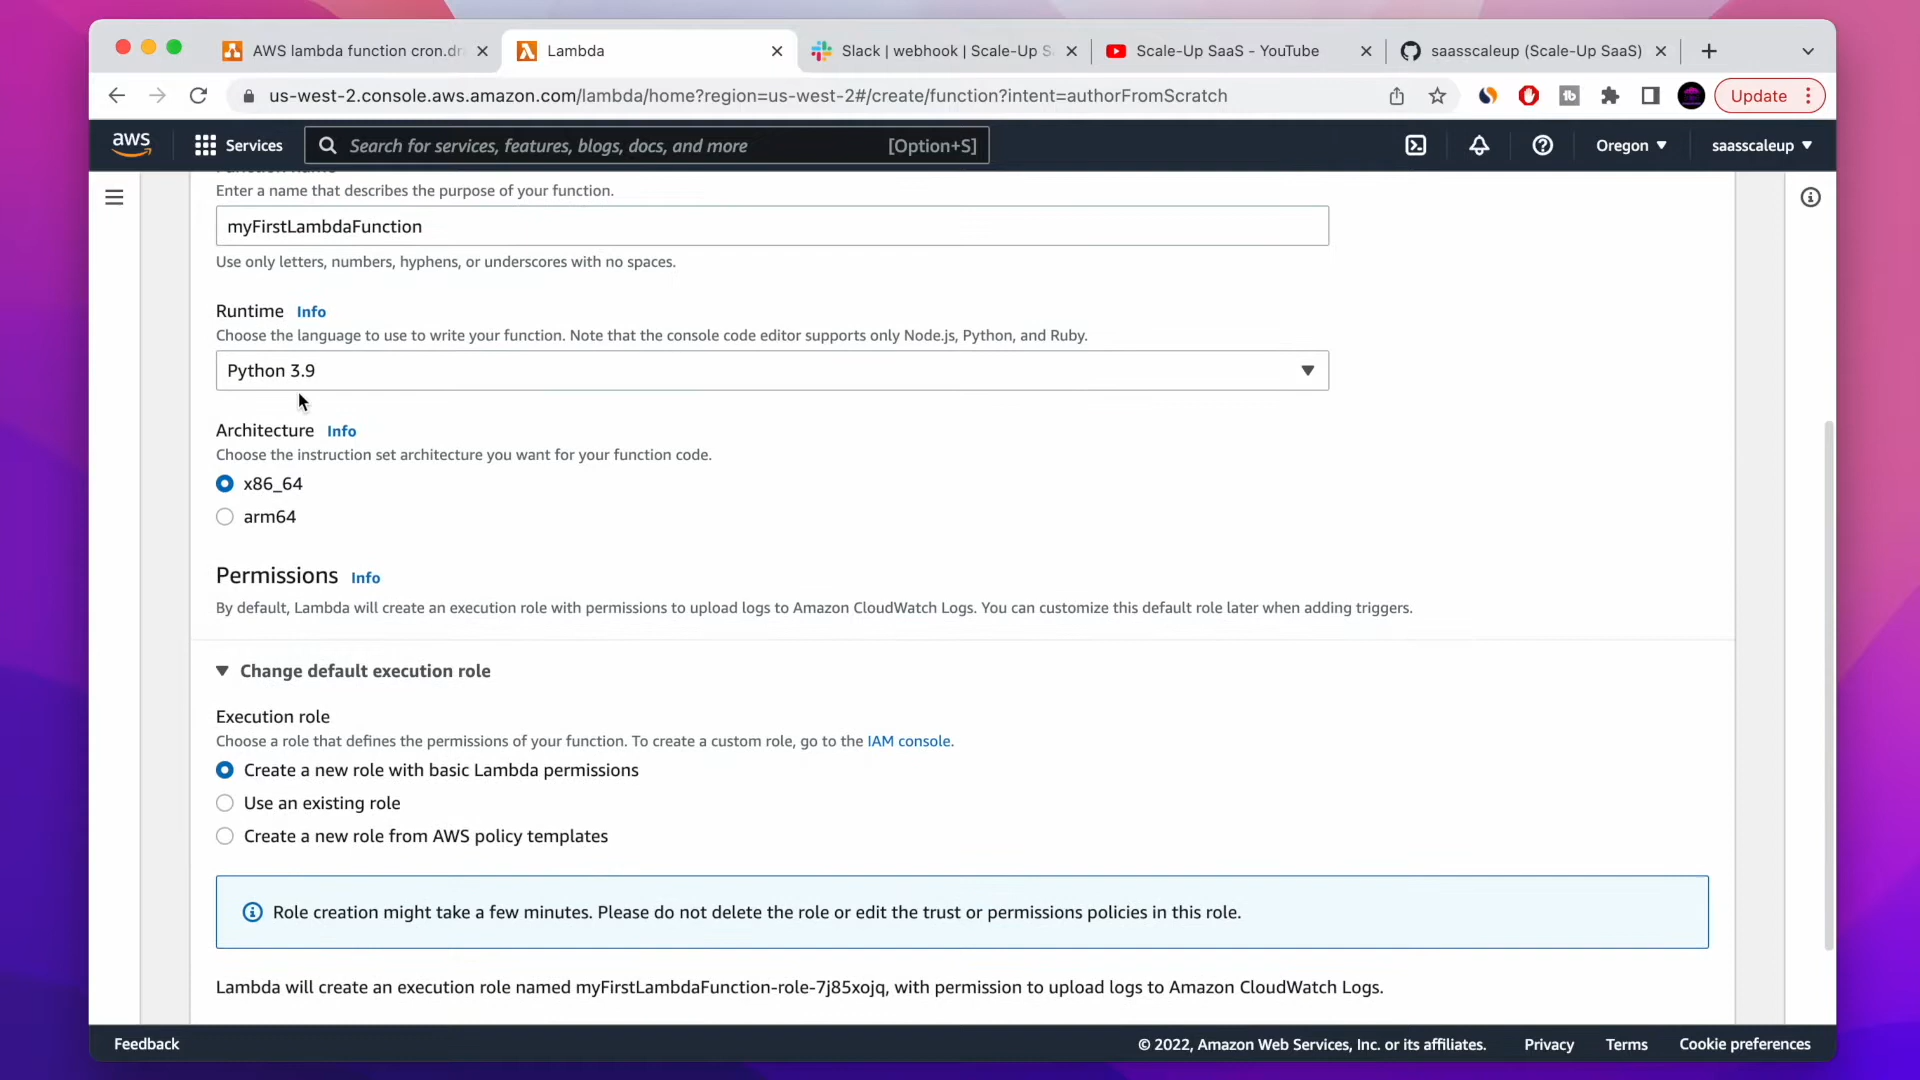 AWS lambda function cron.dr
Lambda
Slack | webhook | Scale-Up S
Scale-Up SaaS - YouTube
saasscaleup (Scale-Up SaaS)
us-west-2.console.aws.amazon.com/lambda/home?region=us-west-2#/create/function?intent=authorFromScratch
Update
aws
Services
Search for services, features, blogs, docs, and more
[Option+S]
Oregon
saasscaleup
Function name
Enter a name that describes the purpose of your function.
myFirstLambdaFunction
Use only letters, numbers, hyphens, or underscores with no spaces.
Runtime Info
Choose the language to use to write your function. Note that the console code editor supports only Node.js, Python, and Ruby.
Python 3.9
Architecture Info
Choose the instruction set architecture you want for your function code.
x86_64
arm64
Permissions Info
By default, Lambda will create an execution role with permissions to upload logs to Amazon CloudWatch Logs. You can customize this default role later when adding triggers.
Change default execution role
Execution role
Choose a role that defines the permissions of your function. To create a custom role, go to the IAM console.
Create a new role with basic Lambda permissions
Use an existing role
Create a new role from AWS policy templates
Role creation might take a few minutes. Please do not delete the role or edit the trust or permissions policies in this role.
Lambda will create an execution role named myFirstLambdaFunction-role-7j85xojq, with permission to upload logs to Amazon CloudWatch Logs.
Feedback
© 2022, Amazon Web Services, Inc. or its affiliates.
Privacy
Terms
Cookie preferences